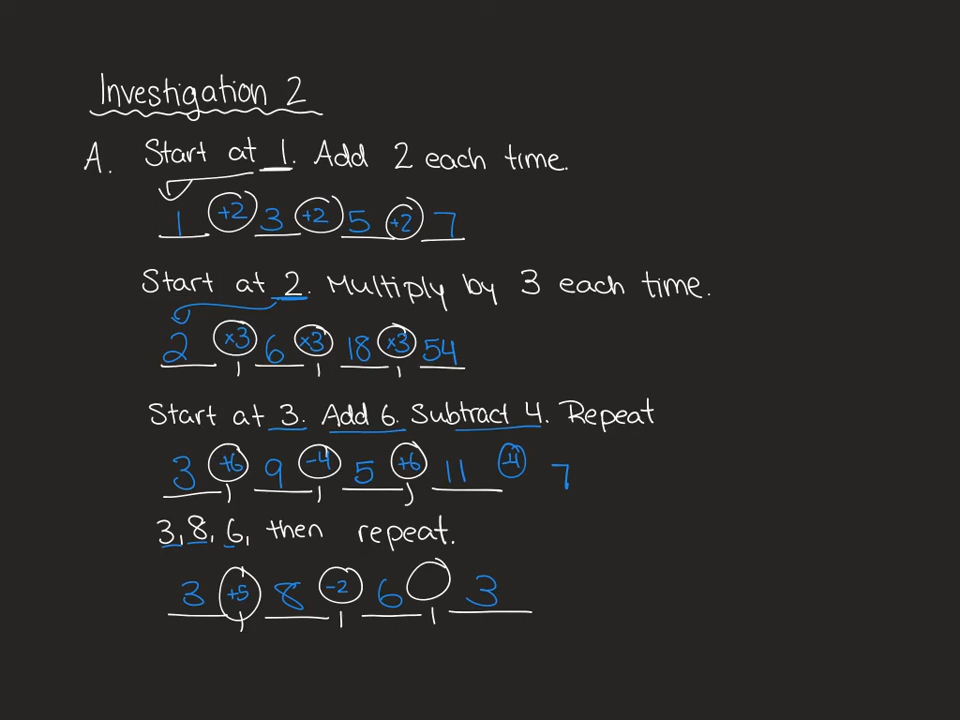 Investigation 2
A. Start at 1. Add 2 each time.
1 +2 3 +2 5 +2 7
Start at 2. Multiply by 3 each time.
2 ×3 6 ×3 18 ×3 54
Start at 3. Add 6. Subtract 4. Repeat
3 +6 9 -4 5 +6 11 -4 7
3, 8, 6, then repeat.
3 +5 8 -2 6 3